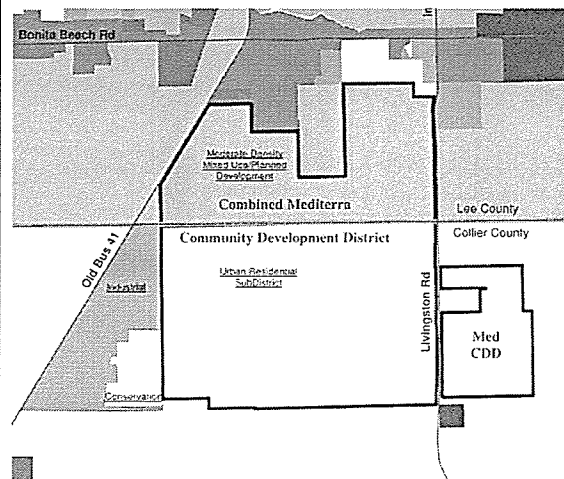 Bonita Beach Rd
In
Moderate Density
Mixed Use/Planned
Development
Combined Mediterra
Lee County
Collier County
Community Development District
Old Bus 41
Urban Residential
SubDistrict
Industrial
Livingston Rd
Med
CDD
Conservation